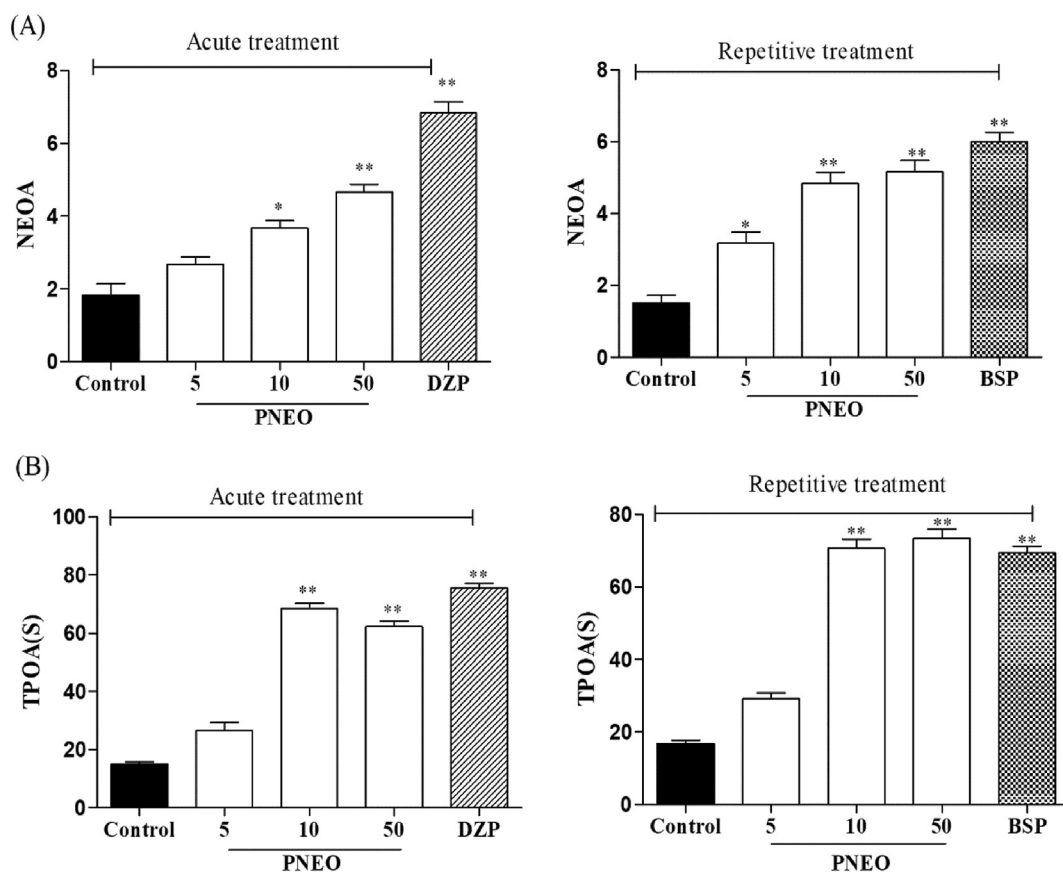 (A)
Acute treatment
8
6
4
2
0
NEOA
*
**
**
Control 5 10 50 DZP
PNEO
Repetitive treatment
8
6
4
2
0
NEOA
*
**
**
**
Control 5 10 50 BSP
PNEO
(B)
Acute treatment
100
80
60
40
20
0
TPOA(S)
**
**
**
Control 5 10 50 DZP
PNEO
Repetitive treatment
80
60
40
20
0
TPOA(S)
**
**
**
Control 5 10 50 BSP
PNEO